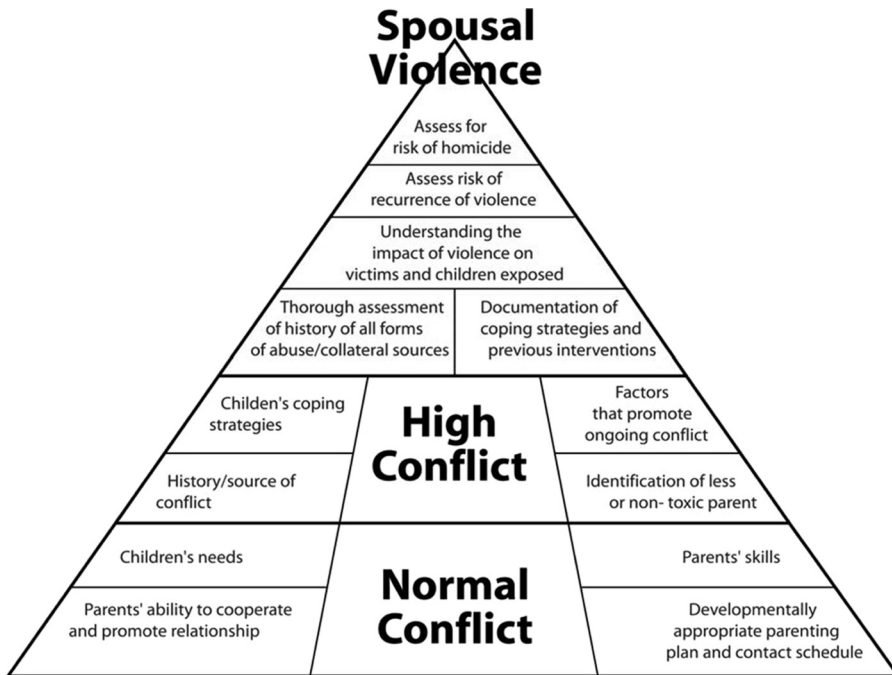 Spousal
Violence
Assess for
risk of homicide
Assess risk of
recurrence of violence
Understanding the
impact of violence on
victims and children exposed
Thorough assessment
of history of all forms
of abuse/collateral sources
Documentation of
coping strategies and
previous interventions
Childen's coping
strategies
History/source of
conflict
High
Conflict
Factors
that promote
ongoing conflict
Identification of less
or non- toxic parent
Children's needs
Parents' ability to cooperate
and promote relationship
Normal
Conflict
Parents' skills
Developmentally
appropriate parenting
plan and contact schedule